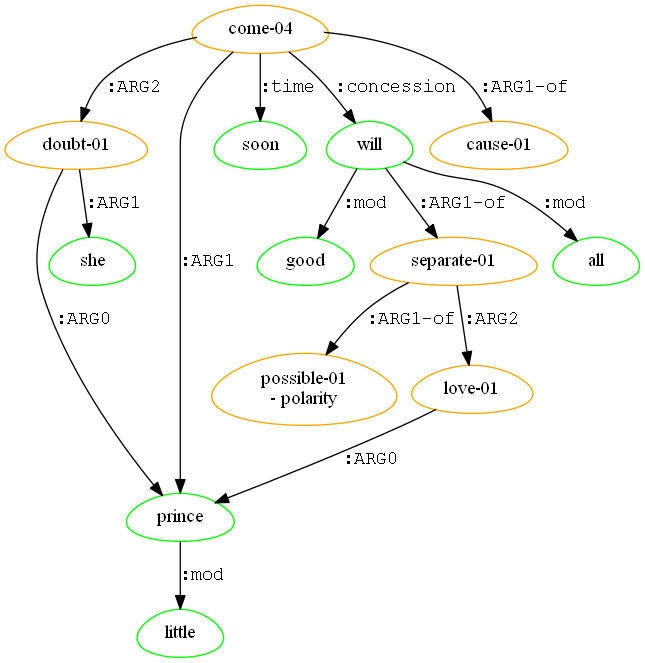 come-04
:ARG2
:time
:concession
:ARG1-of
doubt-01
soon
will
cause-01
:ARG1
:mod
:ARG1-of
:mod
she
:ARG1
good
separate-01
all
:ARG0
:ARG1-of
:ARG2
possible-01
- polarity
love-01
:ARG0
prince
:mod
little